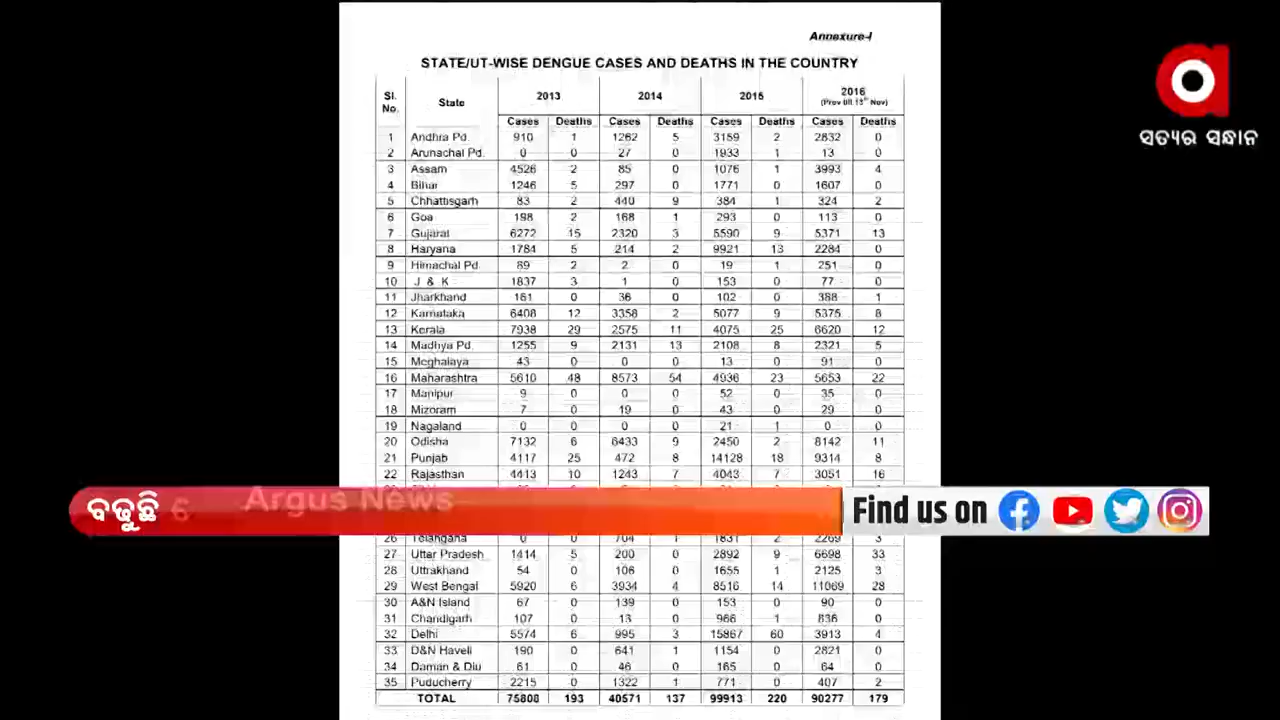 Annexure-I
STATE/UT-WISE DENGUE CASES AND DEATHS IN THE COUNTRY
Sl. No. State 2013 2014 2015 2016 (Prov till 13th Nov)
Cases Deaths Cases Deaths Cases Deaths Cases Deaths
1 Andhra Pd. 910 1 1262 5 3159 2 2832 0
2 Arunachal Pd. 0 0 27 0 1933 1 13 0
3 Assam 4526 2 85 0 1076 1 3993 4
4 Bihar 1246 5 297 0 1771 0 1607 0
5 Chhattisgarh 83 2 440 9 384 1 324 2
6 Goa 198 2 168 1 293 0 113 0
7 Gujarat 6272 15 2320 3 5590 9 5371 13
8 Haryana 1784 5 214 2 9921 13 2284 0
9 Himachal Pd. 89 2 2 0 19 1 251 0
10 J & K 1837 3 1 0 153 0 77 0
11 Jharkhand 161 0 36 0 102 0 388 1
12 Karnataka 6408 12 3358 2 5077 9 5375 8
13 Kerala 7938 29 2575 11 4075 25 6620 12
14 Madhya Pd. 1255 9 2131 13 2108 8 2321 5
15 Meghalaya 43 0 0 0 13 0 91 0
16 Maharashtra 5610 48 8573 54 4936 23 5653 22
17 Manipur 9 0 0 0 52 0 35 0
18 Mizoram 7 0 19 0 43 0 29 0
19 Nagaland 0 0 0 0 21 1 0 0
20 Odisha 7132 6 6433 9 2450 2 8142 11
21 Punjab 4117 25 472 8 14128 18 9314 8
22 Rajasthan 4413 10 1243 7 4043 7 3051 16
26 Telangana 0 0 704 1 1831 2 2269 3
27 Uttar Pradesh 1414 5 200 0 2892 9 6698 33
28 Uttrakhand 54 0 106 0 1655 1 2125 3
29 West Bengal 5920 6 3934 4 8516 14 11069 28
30 A&N Island 67 0 139 0 153 0 90 0
31 Chandigarh 107 0 13 0 966 1 836 0
32 Delhi 5574 6 995 3 15867 60 3913 4
33 D&N Haveli 190 0 641 1 1154 0 2821 0
34 Daman & Diu 61 0 46 0 165 0 64 0
35 Puducherry 2215 0 1322 1 771 0 407 2
TOTAL 75808 193 40571 137 99913 220 90277 179
ସତ୍ୟର ସନ୍ଧାନ
ବଢୁଛି
Argus News
Find us on